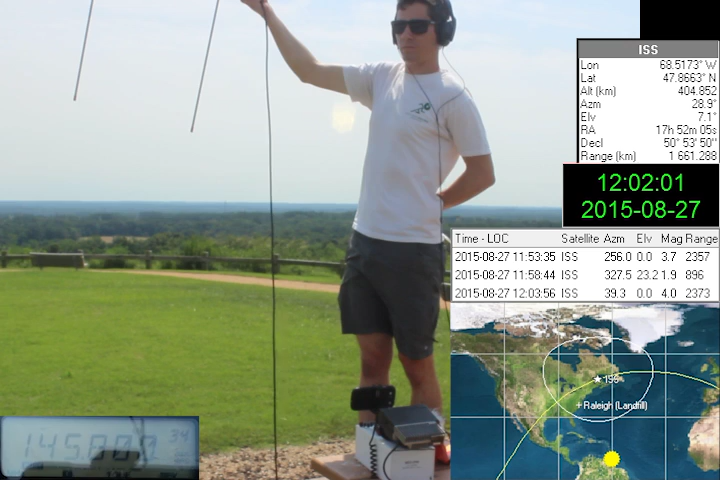 ISS
Lon 68.5173° W
Lat 47.8663° N
Alt (km) 404.852
Azm 28.9°
Elv 7.1°
RA 17h 52m 05s
Decl 50° 53' 50"
Range (km) 1 661.288
12:02:01
2015-08-27
Time - LOC Satellite Azm Elv Mag Range
2015-08-27 11:53:35 ISS 256.0 0.0 3.7 2357
2015-08-27 11:58:44 ISS 327.5 23.2 1.9 896
2015-08-27 12:03:56 ISS 39.3 0.0 4.0 2373
Raleigh (Landfill)
34